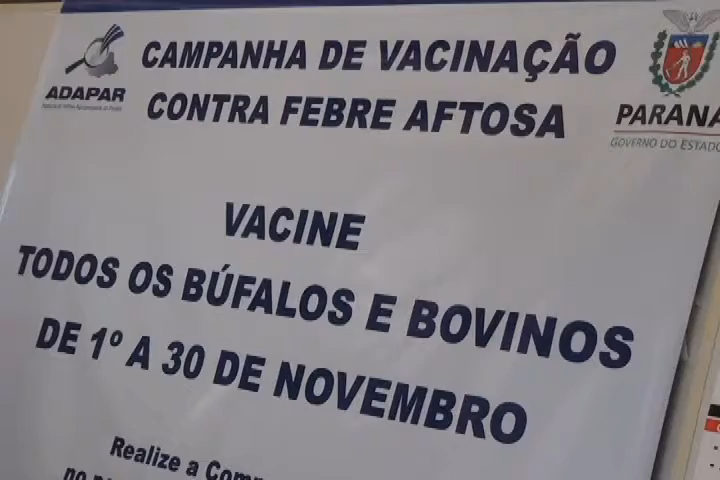 CAMPANHA DE VACINAÇÃO
CONTRA FEBRE AFTOSA
ADAPAR
PARANÁ
GOVERNO DO ESTADO
VACINE
TODOS OS BÚFALOS E BOVINOS
DE 1º A 30 DE NOVEMBRO
Realize a